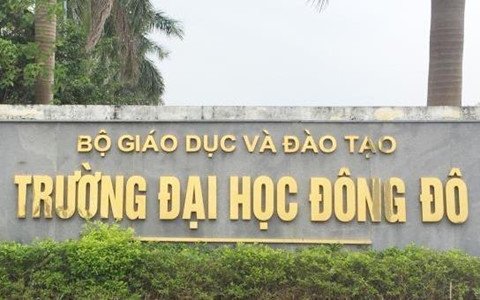 BỘ GIÁO DỤC VÀ ĐÀO TẠO
TRƯỜNG ĐẠI HỌC ĐÔNG ĐÔ